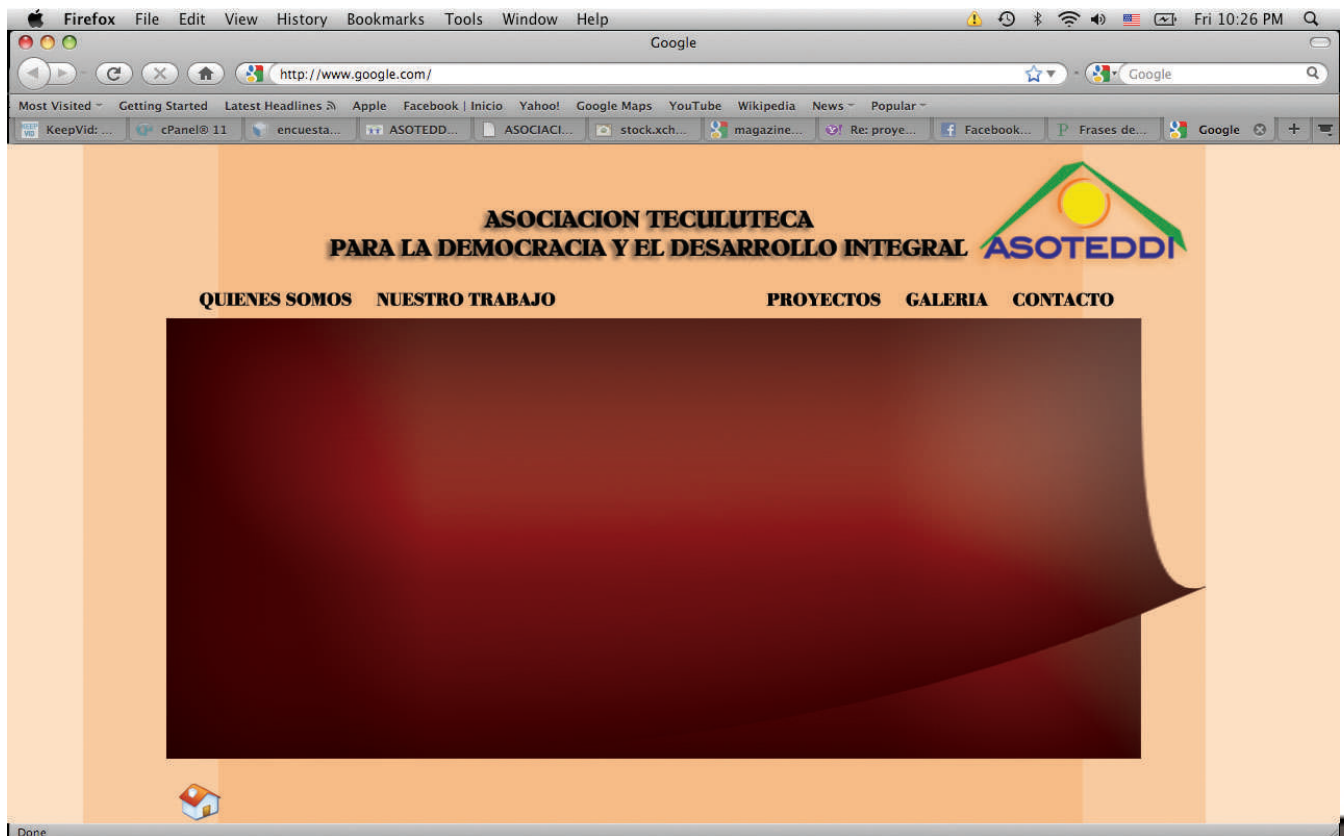 Firefox File Edit View History Bookmarks Tools Window Help Fri 10:26 PM
Google
http://www.google.com/ Google
Most Visited Getting Started Latest Headlines Apple Facebook | Inicio Yahoo! Google Maps YouTube Wikipedia News Popular
KEEP VID KeepVid: ... cPanel® 11 encuesta... ASOTEDD... ASOCIACI... stock.xch... magazine... Re: proye... Facebook... Frases de... Google
ASOCIACION TECULUTECA
PARA LA DEMOCRACIA Y EL DESARROLLO INTEGRAL
ASOTEDDI
QUIENES SOMOS NUESTRO TRABAJO PROYECTOS GALERIA CONTACTO
Done